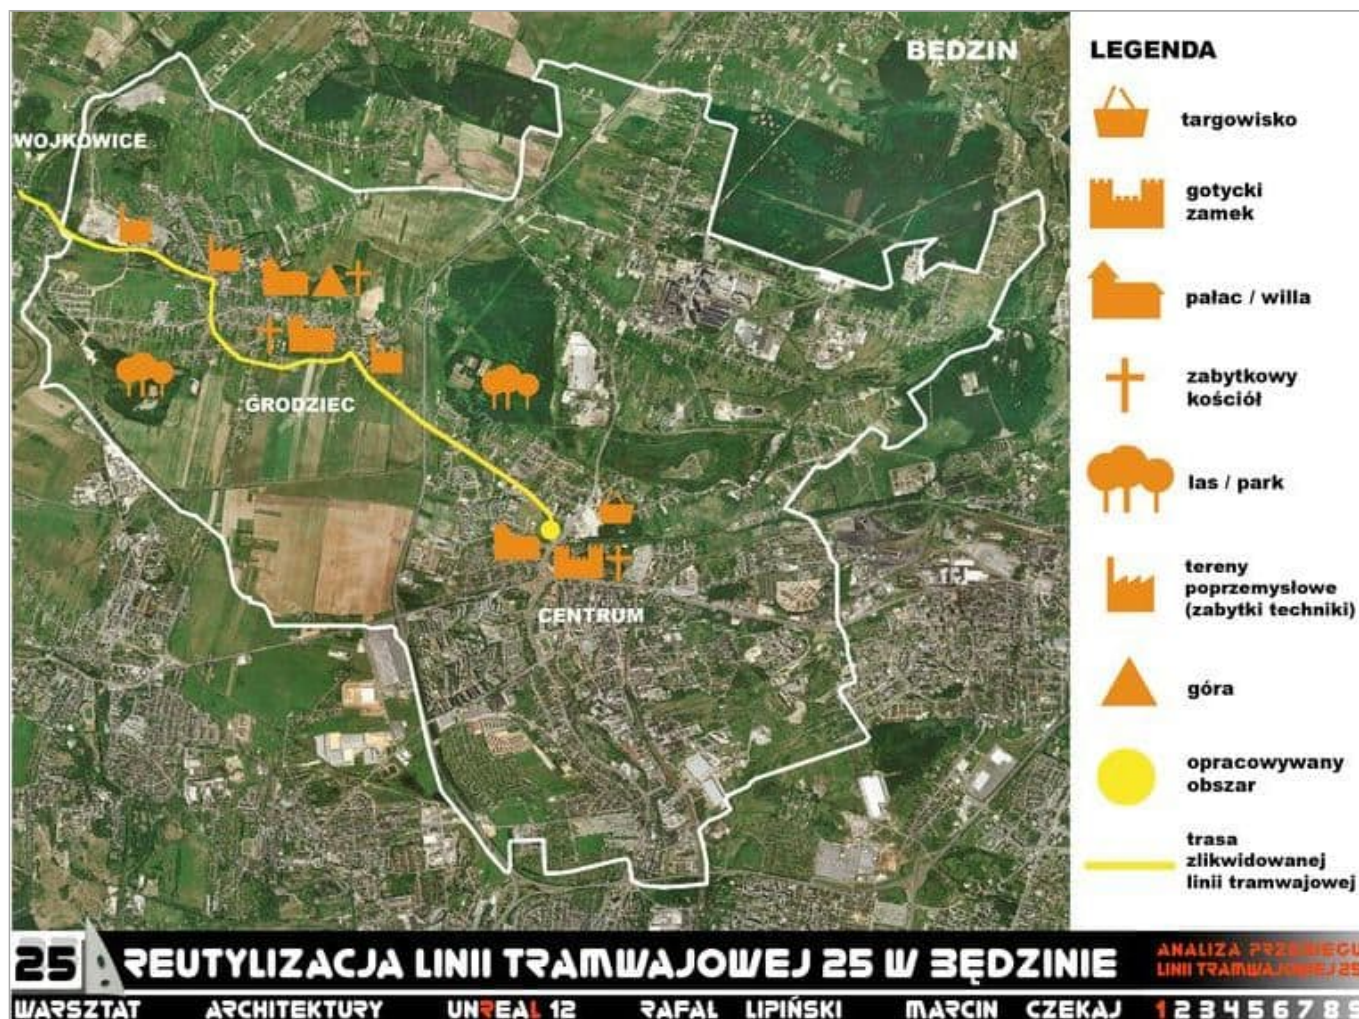 BĘDZIN
WOJKOWICE
GRODZIEC
CENTRUM
LEGENDA
targowisko
gotycki
zamek
pałac / willa
zabytkowy
kościół
las / park
tereny
poprzemysłowe
(zabytki techniki)
góra
opracowywany
obszar
trasa
zlikwidowanej
linii tramwajowej
25 REUTYLIZACJA LINII TRAMWAJOWEJ 25 W BĘDZINIE
ANALIZA PRZEBIEGU
LINII TRAMWAJOWEJ 25
WARSZTAT ARCHITEKTURY UNREAL 12 RAFAŁ LIPIŃSKI MARCIN CZEKAJ 1 2 3 4 5 6 7 8 9